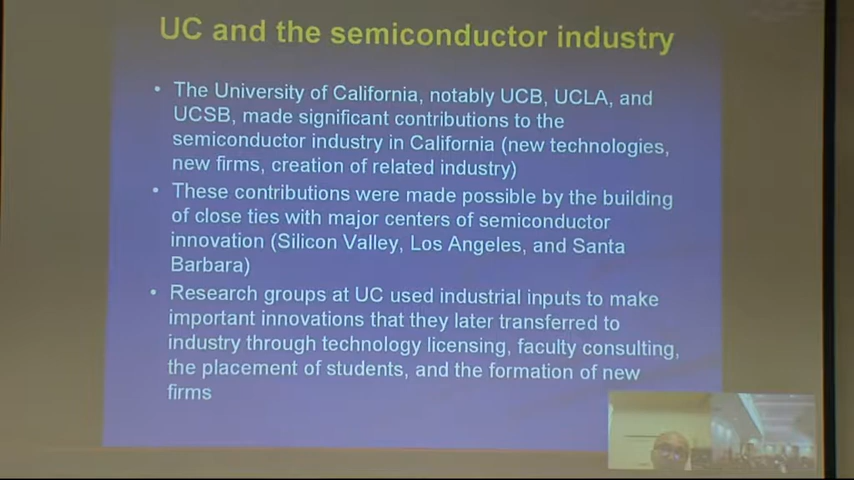 UC and the semiconductor industry
• The University of California, notably UCB, UCLA, and
UCSB, made significant contributions to the
semiconductor industry in California (new technologies,
new firms, creation of related industry)
• These contributions were made possible by the building
of close ties with major centers of semiconductor
innovation (Silicon Valley, Los Angeles, and Santa
Barbara)
• Research groups at UC used industrial inputs to make
important innovations that they later transferred to
industry through technology licensing, faculty consulting,
the placement of students, and the formation of new
firms